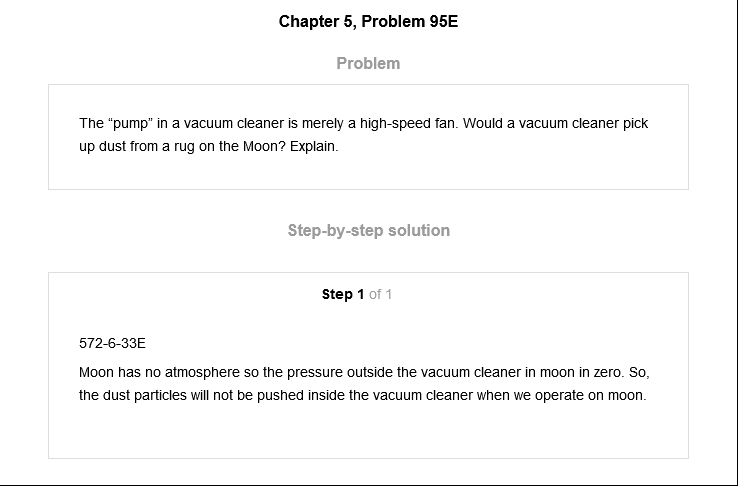 Chapter 5, Problem 95E
Problem
The “pump” in a vacuum cleaner is merely a high-speed fan. Would a vacuum cleaner pick
up dust from a rug on the Moon? Explain.
Step-by-step solution
Step 1 of 1
572-6-33E
Moon has no atmosphere so the pressure outside the vacuum cleaner in moon in zero. So,
the dust particles will not be pushed inside the vacuum cleaner when we operate on moon.